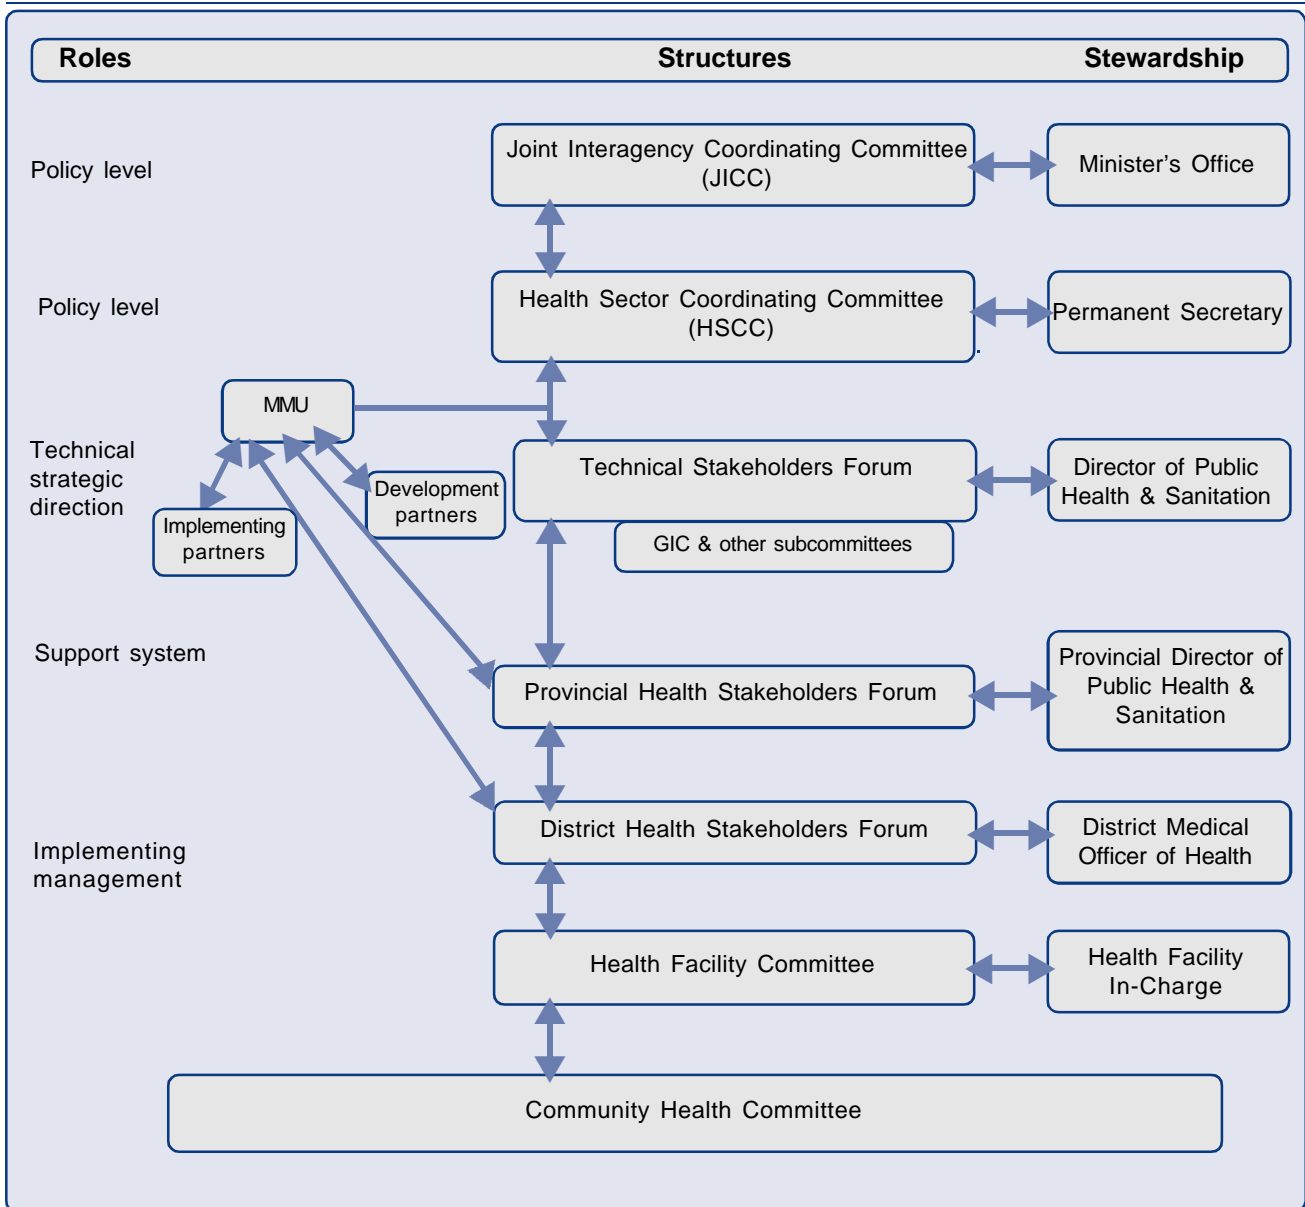 Roles Structures Stewardship
Policy level
Joint Interagency Coordinating Committee
(JICC)
Minister's Office
Policy level
Health Sector Coordinating Committee
(HSCC)
Permanent Secretary
MMU
Technical
strategic
direction
Implementing
partners
Development
partners
Technical Stakeholders Forum
GIC & other subcommittees
Director of Public
Health & Sanitation
Support system
Provincial Health Stakeholders Forum
Provincial Director of
Public Health &
Sanitation
Implementing
management
District Health Stakeholders Forum
District Medical
Officer of Health
Health Facility Committee
Health Facility
In-Charge
Community Health Committee